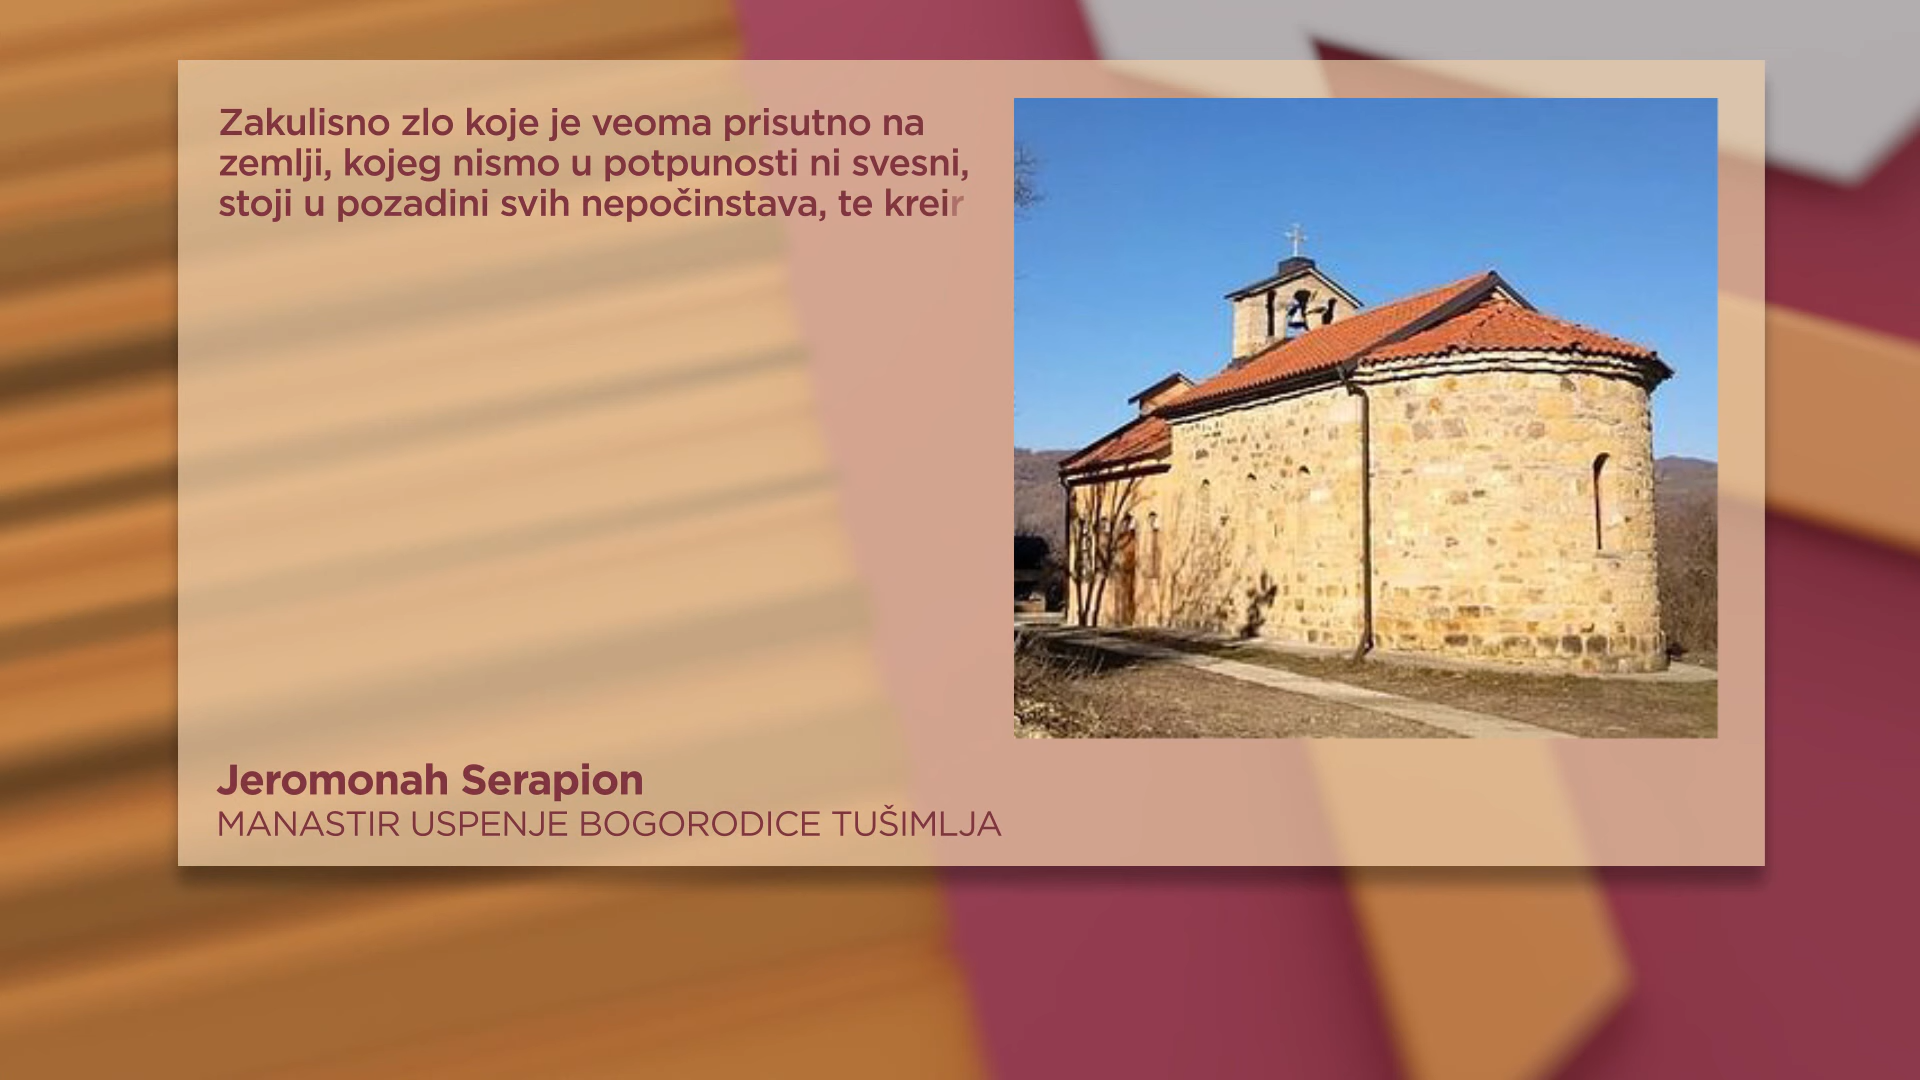 Zakulisno zlo koje je veoma prisutno na
zemlji, kojeg nismo u potpunosti ni svesni,
stoji u pozadini svih nepočinstava, te kreir
Jeromonah Serapion
MANASTIR USPENJE BOGORODICE TUŠIMLJA